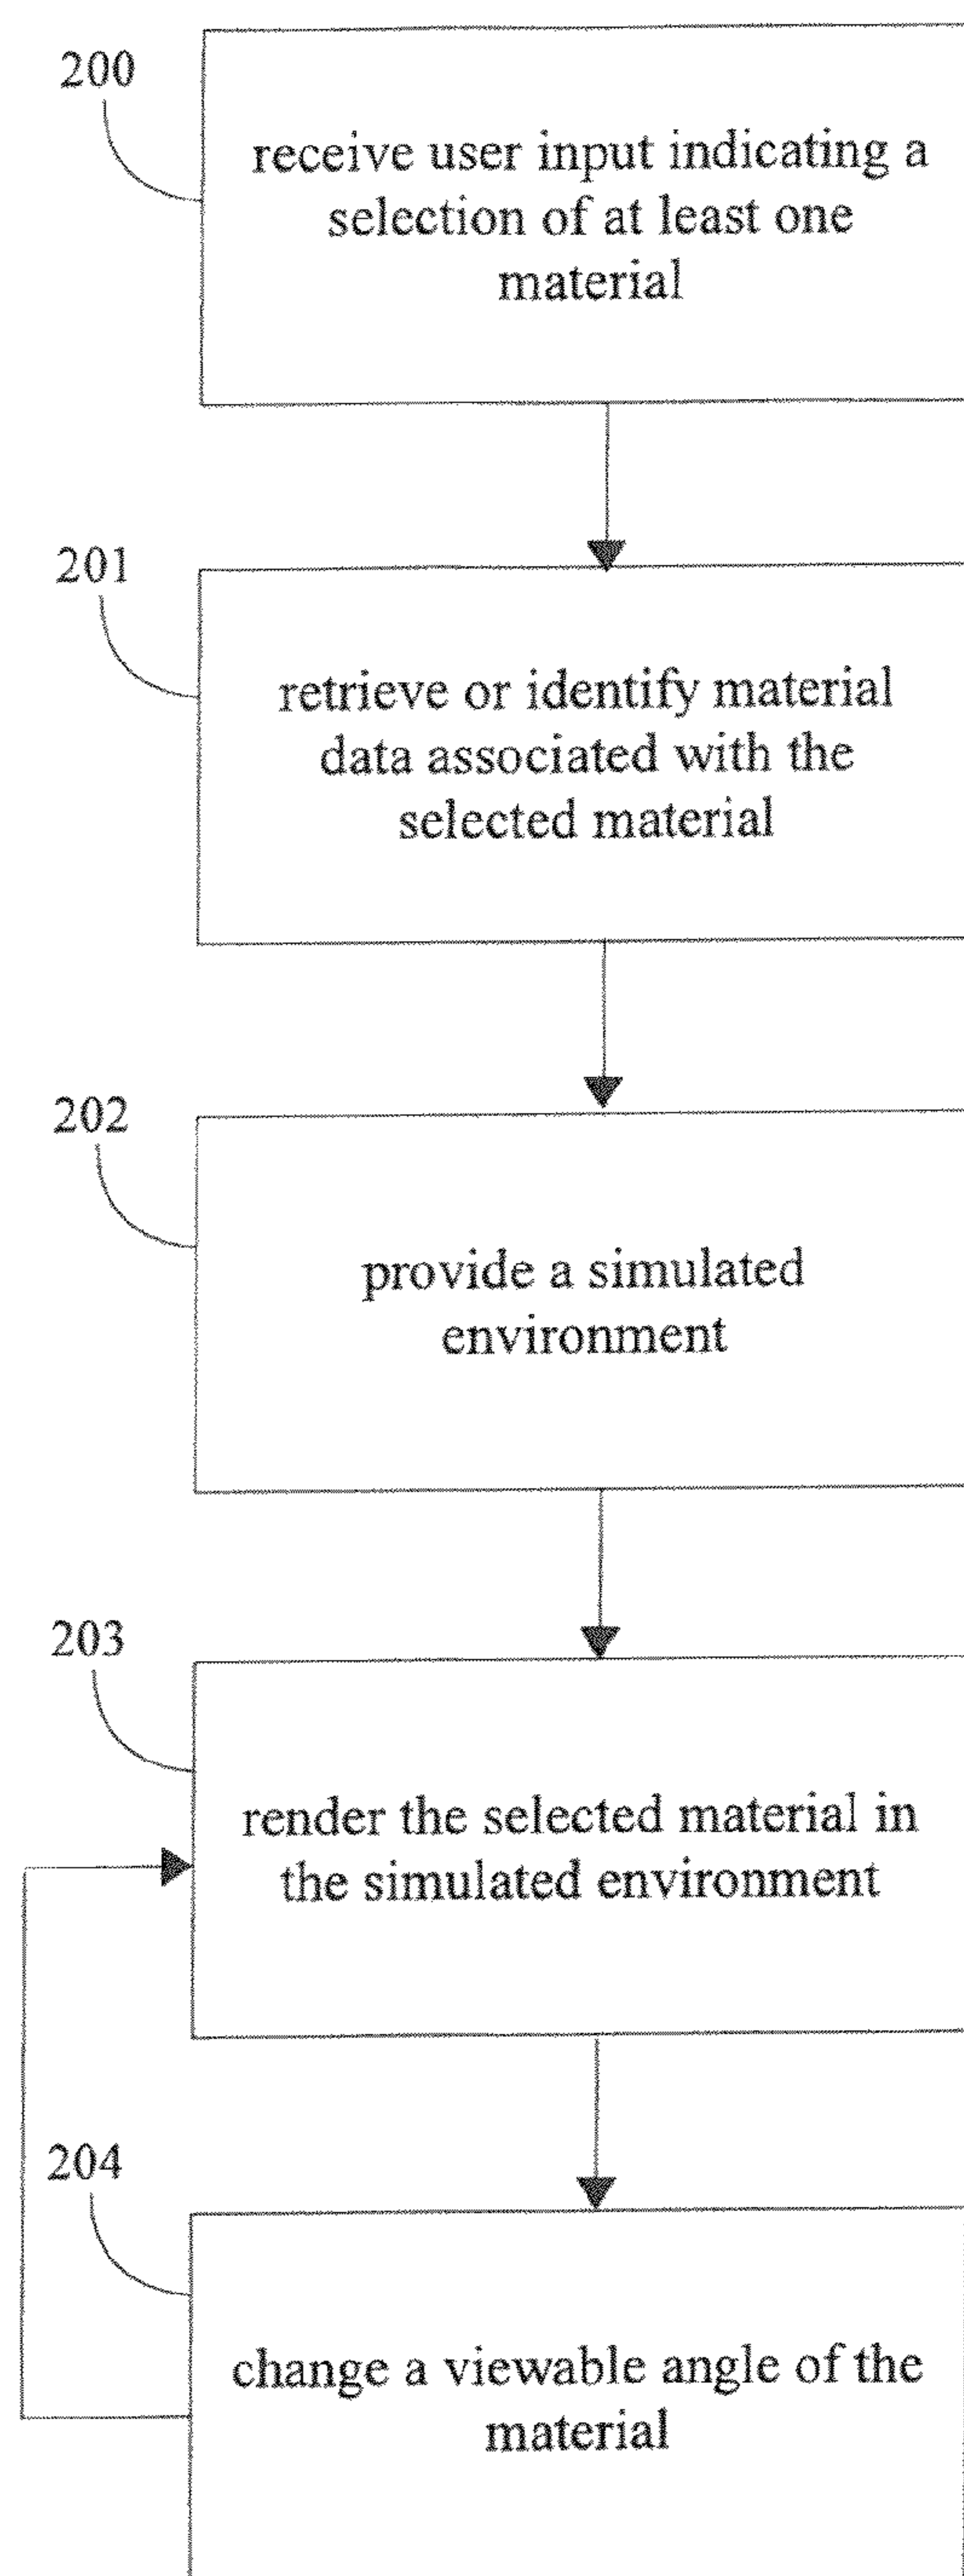 200
receive user input indicating a
selection of at least one
material
201
retrieve or identify material
data associated with the
selected material
202
provide a simulated
environment
203
render the selected material in
the simulated environment
204
change a viewable angle of the
material